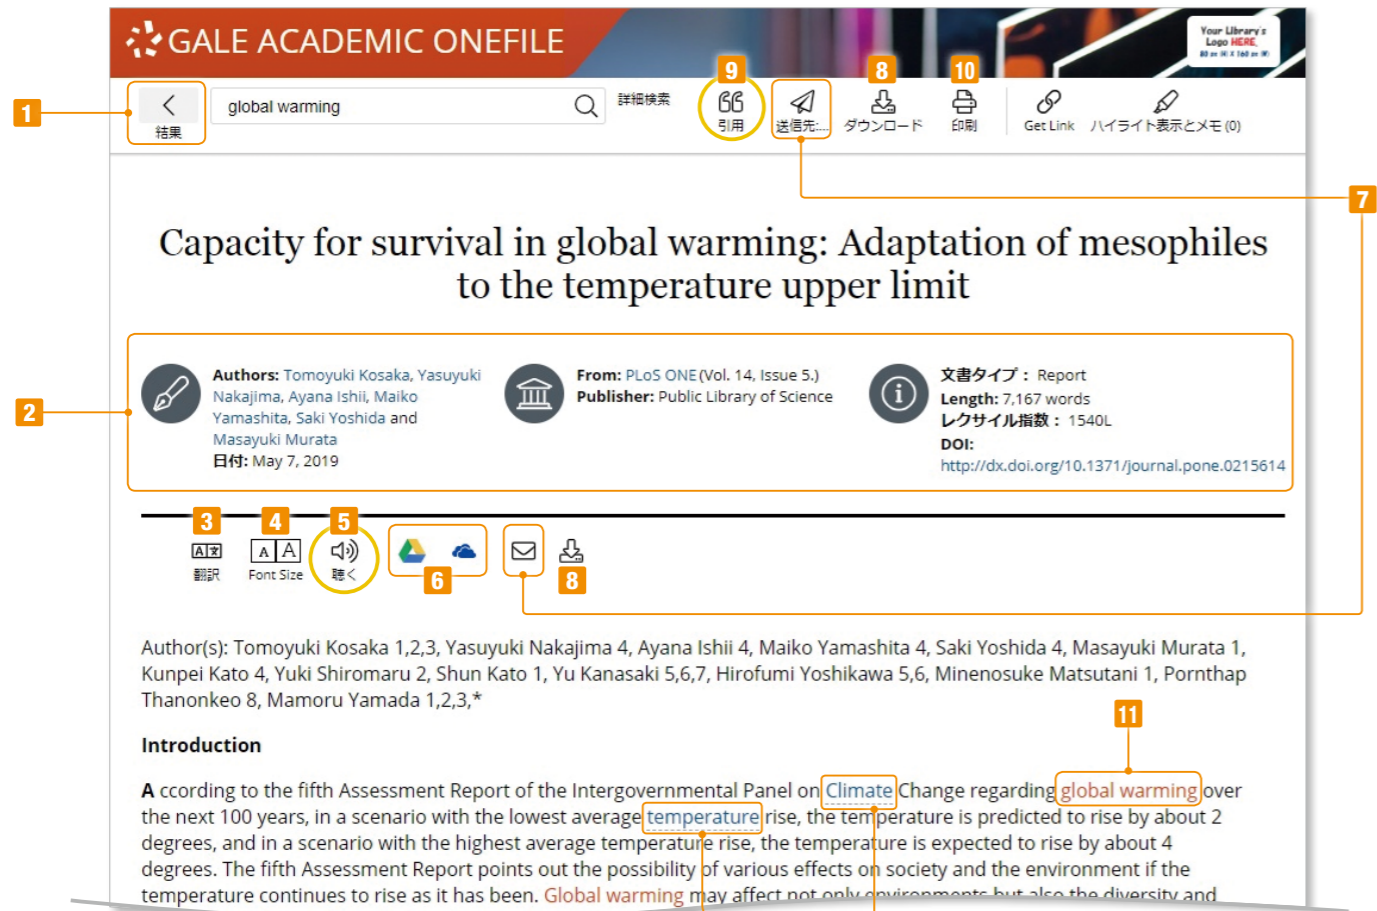 GALE ACADEMIC ONEFILE
Your Library's
Logo HERE.
80 px (H) X 160 px (W)
9
8
10
1
結果
global warming
詳細検索
引用
送信先:...
ダウンロード
印刷
Get Link
ハイライト表示とメモ (0)
7
Capacity for survival in global warming: Adaptation of mesophiles
to the temperature upper limit
2
Authors: Tomoyuki Kosaka, Yasuyuki
Nakajima, Ayana Ishii, Maiko
Yamashita, Saki Yoshida and
Masayuki Murata
日付: May 7, 2019
From: PLoS ONE (Vol. 14, Issue 5.)
Publisher: Public Library of Science
文書タイプ： Report
Length: 7,167 words
レクサイル指数： 1540L
DOI:
http://dx.doi.org/10.1371/journal.pone.0215614
3
4
5
翻訳
Font Size
聴く
6
8
Author(s): Tomoyuki Kosaka 1,2,3, Yasuyuki Nakajima 4, Ayana Ishii 4, Maiko Yamashita 4, Saki Yoshida 4, Masayuki Murata 1,
Kunpei Kato 4, Yuki Shiromaru 2, Shun Kato 1, Yu Kanasaki 5,6,7, Hirofumi Yoshikawa 5,6, Minenosuke Matsutani 1, Pornthap
Thanonkeo 8, Mamoru Yamada 1,2,3,*
11
Introduction
A ccording to the fifth Assessment Report of the Intergovernmental Panel on Climate Change regarding global warming over
the next 100 years, in a scenario with the lowest average temperature rise, the temperature is predicted to rise by about 2
degrees, and in a scenario with the highest average temperature rise, the temperature is expected to rise by about 4
degrees. The fifth Assessment Report points out the possibility of various effects on society and the environment if the
temperature continues to rise as it has been. Global warming may affect not only environments but also the diversity and